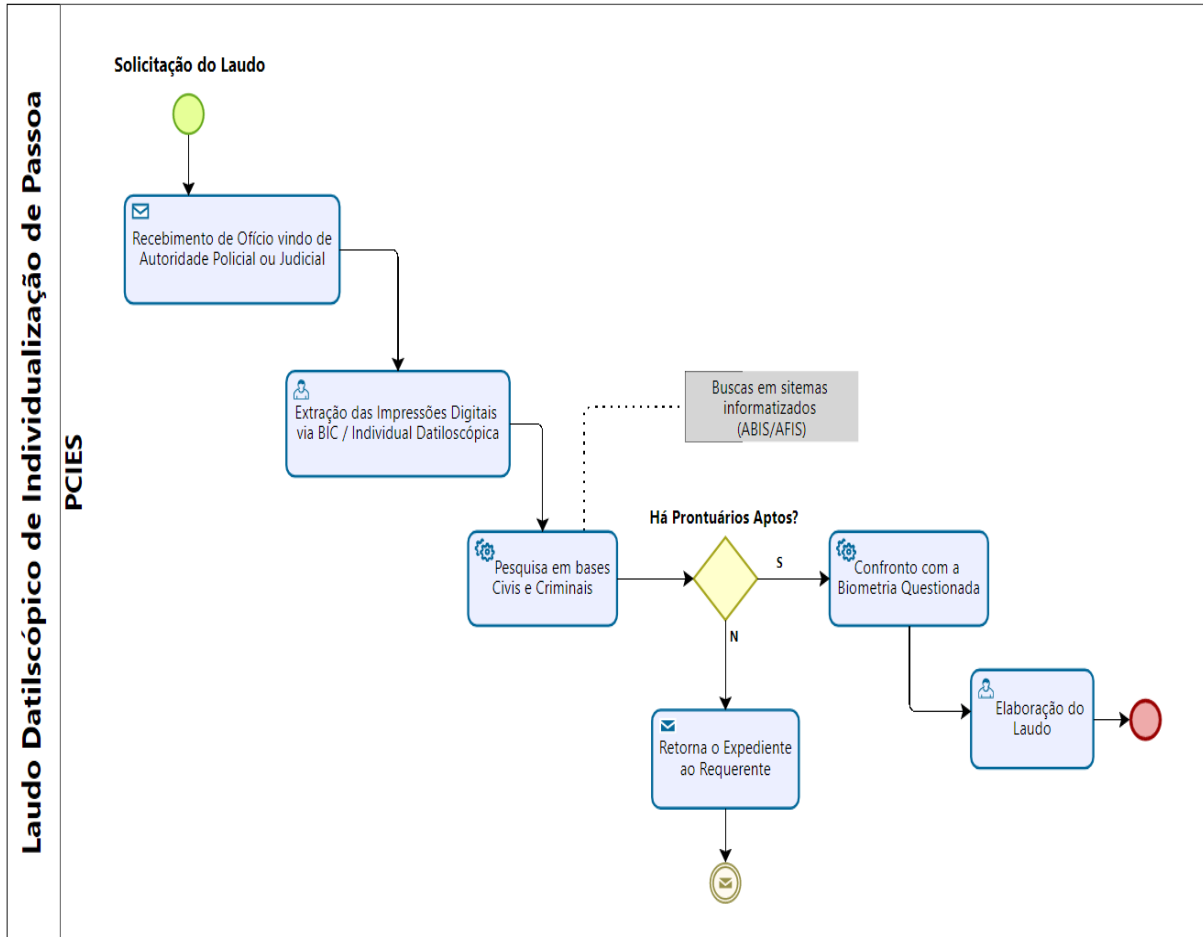 Laudo Datilscópico de Individualização de Passoa
PCIES
Solicitação do Laudo
Recebimento de Ofício vindo de
Autoridade Policial ou Judicial
Extração das Impressões Digitais
via BIC / Individual Datiloscópica
Buscas em sitemas
informatizados
(ABIS/AFIS)
Pesquisa em bases
Civis e Criminais
Há Prontuários Aptos?
S
Confronto com a
Biometria Questionada
N
Elaboração do
Laudo
Retorna o Expediente
ao Requerente